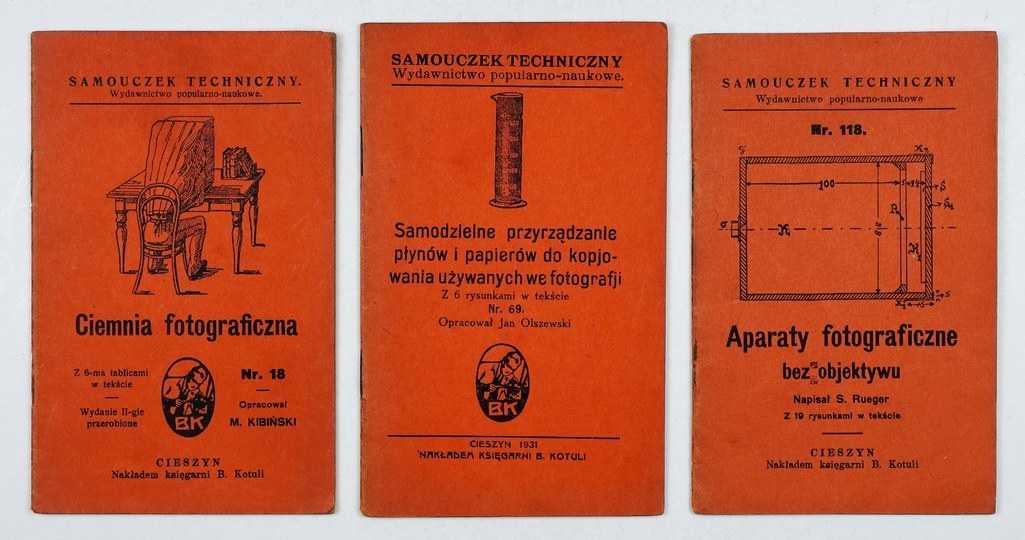 SAMOUCZEK TECHNICZNY.
Wydawnictwo popularno-naukowe.
Ciemnia fotograficzna
Z 6-ma tablicami
w tekście
Wydanie II-gie
przerobione
BK
Nr. 18
Opracował
M. KIBIŃSKI
CIESZYN
Nakładem księgarni B. Kotuli
SAMOUCZEK TECHNICZNY
Wydawnictwo popularno-naukowe.
Samodzielne przyrządzanie
płynów i papierów do kopjo-
wania używanych we fotografji
Z 6 rysunkami w tekście
Nr. 69.
Opracował Jan Olszewski
BK
CIESZYN 1931
NAKŁADEM KSIĘGARNI B. KOTULI
SAMOUCZEK TECHNICZNY
Wydawnictwo popularno-naukowe
Nr. 118.
100
Aparaty fotograficzne
bez objektywu
Napisał S. Rueger
Z 19 rysunkami w tekście
CIESZYN
Nakładem księgarni B. Kotuli